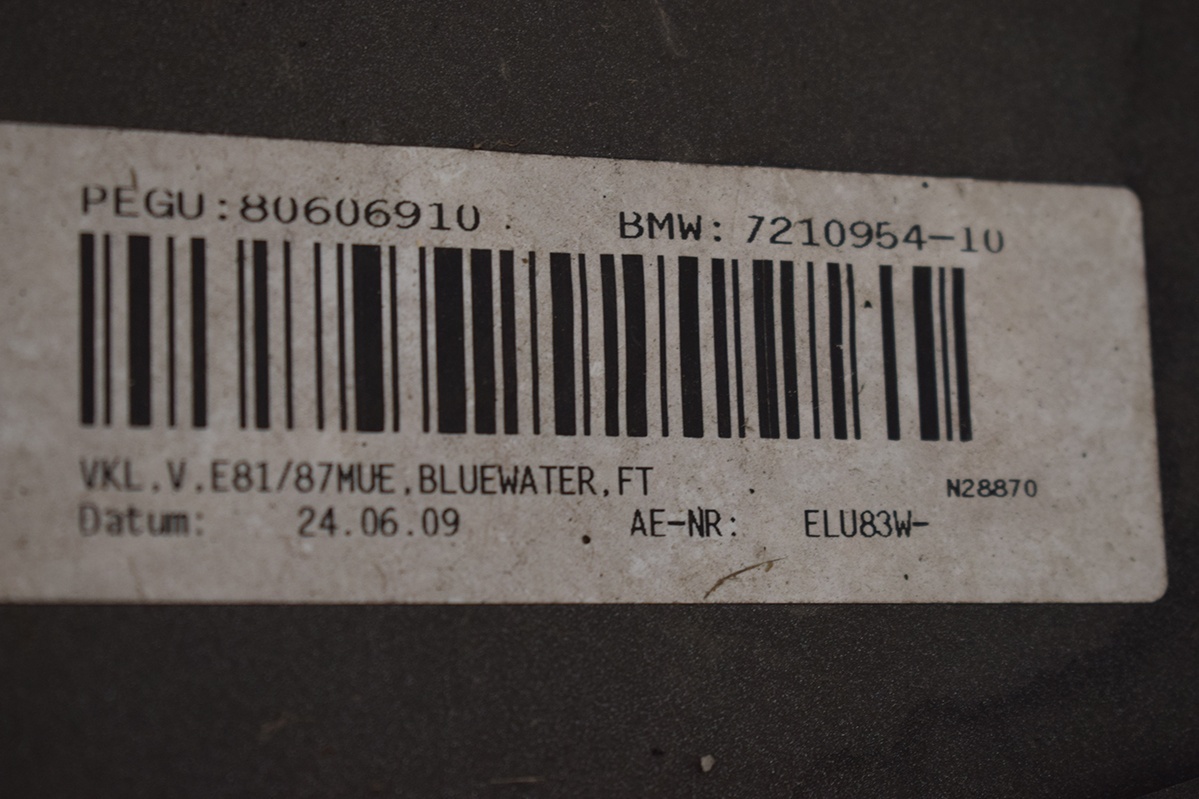 PEGU:80606910 BMW: 7210954-10
VKL.V.E81/87MUE,BLUEWATER,FT N28870
Datum: 24.06.09 AE-NR: ELU83W-